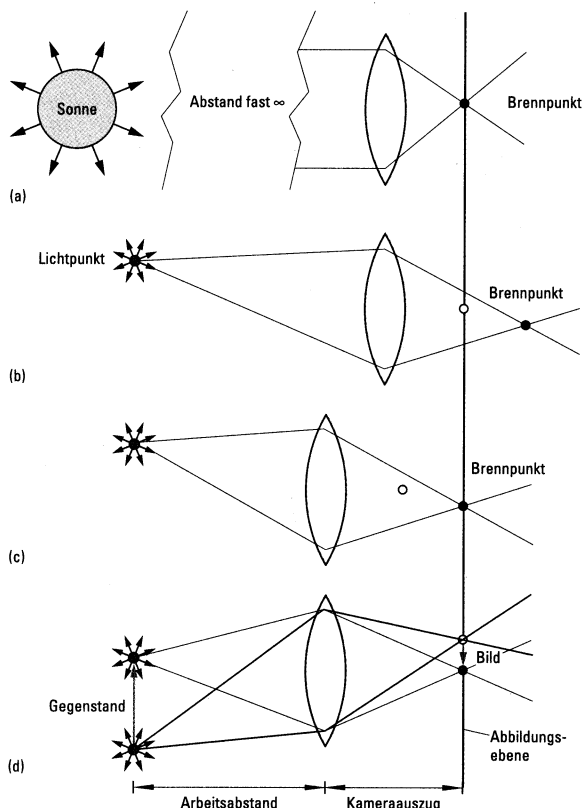 Sonne
Abstand fast ∞
Brennpunkt
(a)
Lichtpunkt
Brennpunkt
(b)
Brennpunkt
(c)
Bild
Gegenstand
Abbildungs-
ebene
(d)
Arbeitsabstand
Kameraauszug